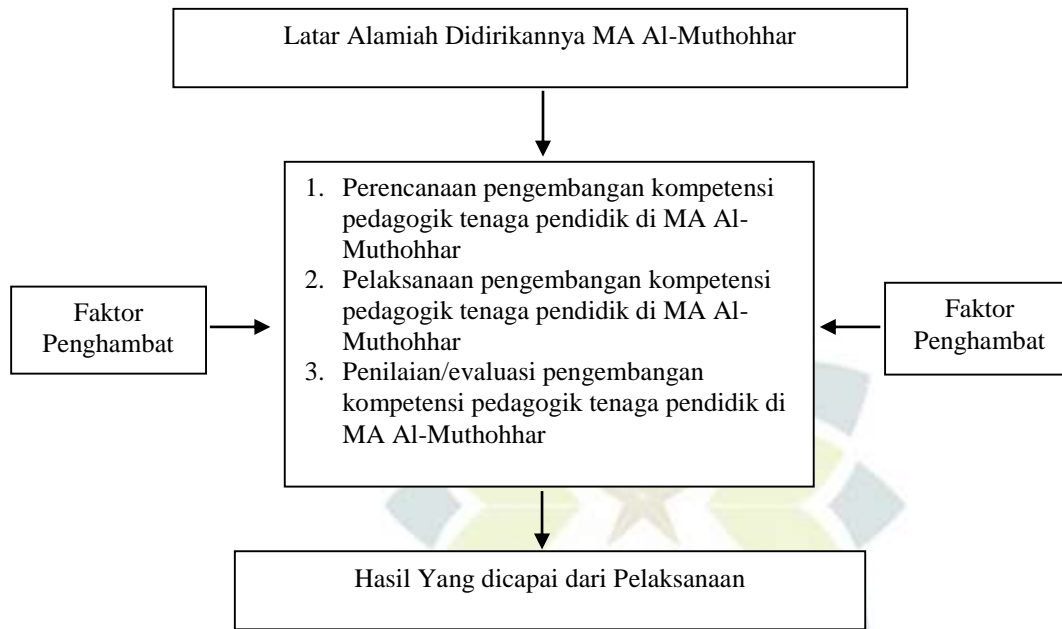 Latar Alamiah Didirikannya MA Al-Muthohhar
1. Perencanaan pengembangan kompetensi
pedagogik tenaga pendidik di MA Al-
Muthohhar
2. Pelaksanaan pengembangan kompetensi
pedagogik tenaga pendidik di MA Al-
Muthohhar
3. Penilaian/evaluasi pengembangan
kompetensi pedagogik tenaga pendidik di
MA Al-Muthohhar
Faktor
Penghambat
Faktor
Penghambat
Hasil Yang dicapai dari Pelaksanaan